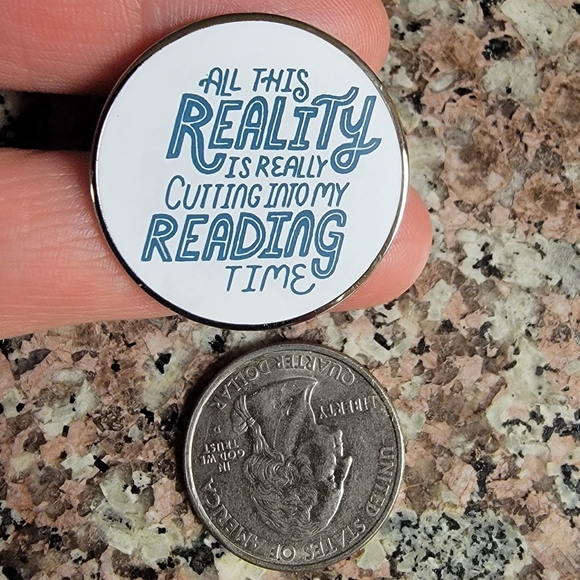 ALL THIS
REALITY
IS REALLY
CUTTING INTO MY
READING
TIME
UNITED STATES OF AMERICA
LIBERTY
IN
GOD WE
TRUST
QUARTER DOLLAR